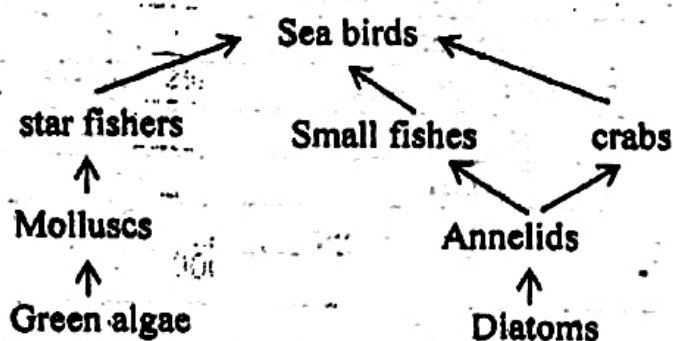 Sea birds
star fishers Small fishes crabs
Molluscs Annelids
Green algae Diatoms